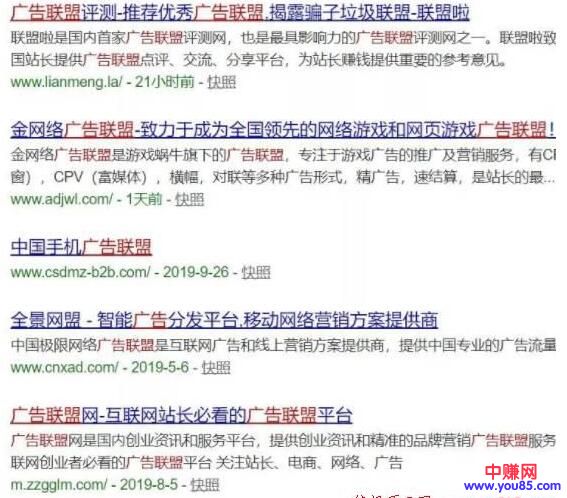 广告联盟评测-推荐优秀广告联盟,揭露骗子垃圾联盟-联盟啦
联盟啦是国内首家广告联盟评测网，也是最具影响力的广告联盟评测网之一。联盟啦致
国站长提供广告联盟点评、交流、分享平台，为站长赚钱提供重要的参考意见。
www.lianmeng.la/ - 21小时前 - 快照
金网络广告联盟-致力于成为全国领先的网络游戏和网页游戏广告联盟!
金网络广告联盟是游戏蜗牛旗下的广告联盟，专注于游戏广告的推广及营销服务，有CP
窗），CPV（富媒体），横幅，对联等多种广告形式，精广告，速结算，是站长的最...
www.adjwl.com/ - 1天前 - 快照
中国手机广告联盟
www.csdmz-b2b.com/ - 2019-9-26 - 快照
全景网盟 - 智能广告分发平台,移动网络营销方案提供商
中国极限网络广告联盟是互联网广告和线上营销方案提供商，提供中国专业的广告流量
www.cnxad.com/ - 2019-5-6 - 快照
广告联盟网-互联网站长必看的广告联盟平台
广告联盟网是国内创业资讯和服务平台，提供创业资讯和精准的品牌营销广告联盟服务
联网创业者必看的广告联盟平台 关注站长、电商、网络、广告
m.zzgglm.com/ - 2019-8-5 - 快照
中赚网
www.you85.com